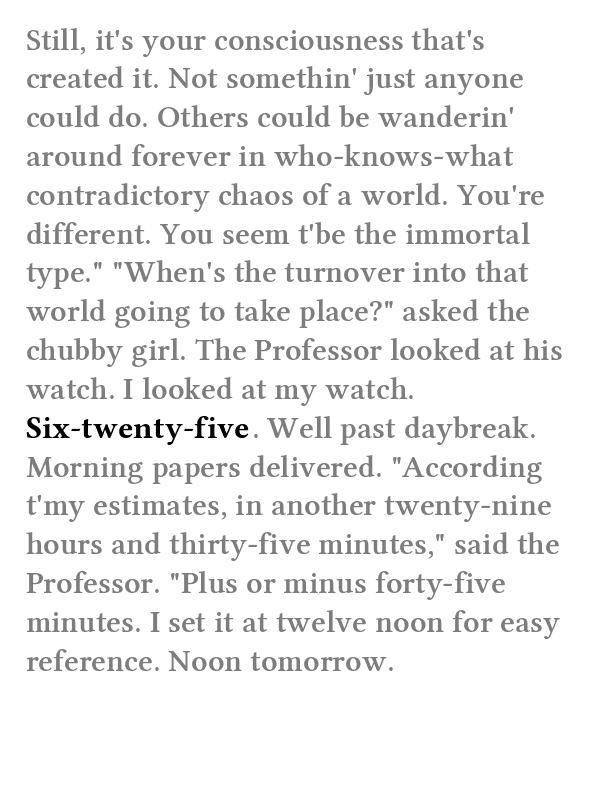 Still, it's your consciousness that's
created it. Not somethin' just anyone
could do. Others could be wanderin'
around forever in who-knows-what
contradictory chaos of a world. You're
different. You seem t'be the immortal
type." "When's the turnover into that
world going to take place?" asked the
chubby girl. The Professor looked at his
watch. I looked at my watch.
Six-twenty-five. Well past daybreak.
Morning papers delivered. "According
t'my estimates, in another twenty-nine
hours and thirty-five minutes," said the
Professor. "Plus or minus forty-five
minutes. I set it at twelve noon for easy
reference. Noon tomorrow.